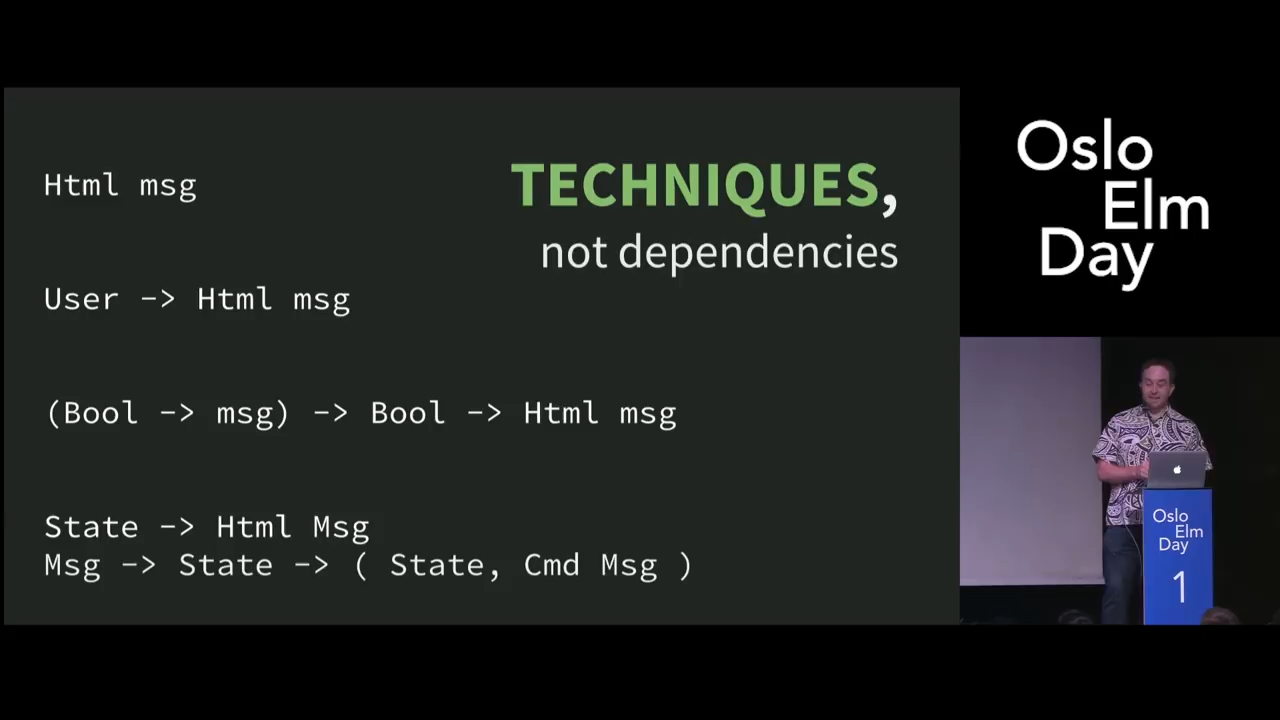 Html msg
TECHNIQUES,
not dependencies
User -> Html msg
(Bool -> msg) -> Bool -> Html msg
State -> Html Msg
Msg -> State -> ( State, Cmd Msg )
Oslo
Elm
Day
Oslo
Elm
Day
1